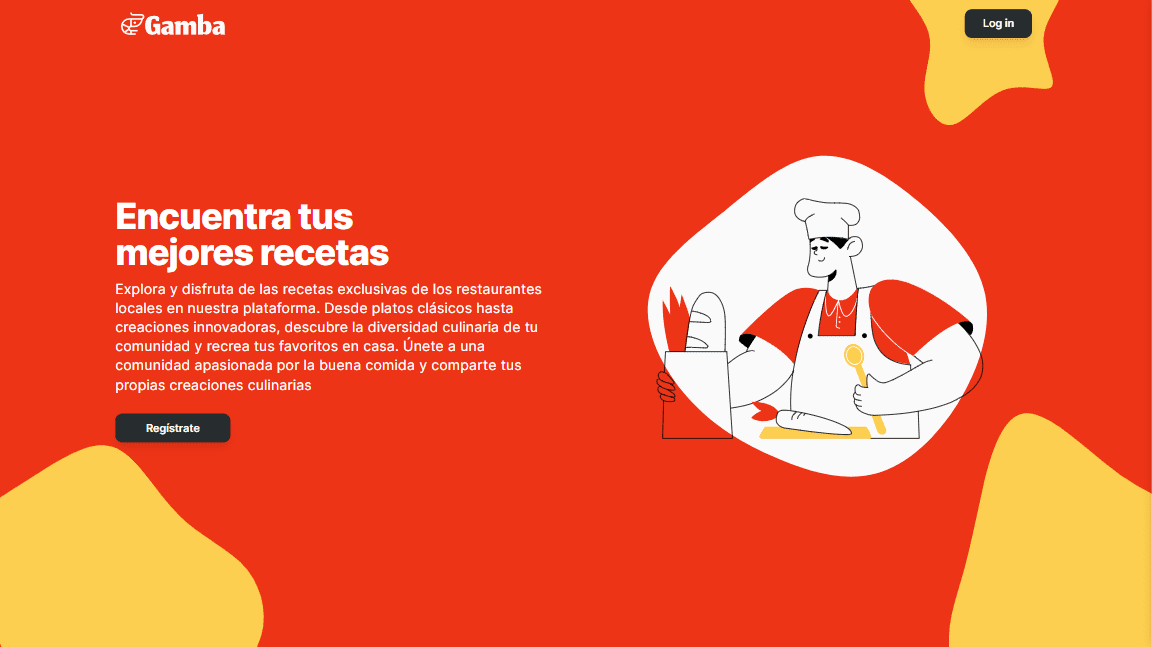 Gamba
Log in
Encuentra tus
mejores recetas
Explora y disfruta de las recetas exclusivas de los restaurantes
locales en nuestra plataforma. Desde platos clásicos hasta
creaciones innovadoras, descubre la diversidad culinaria de tu
comunidad y recrea tus favoritos en casa. Únete a una
comunidad apasionada por la buena comida y comparte tus
propias creaciones culinarias
Regístrate